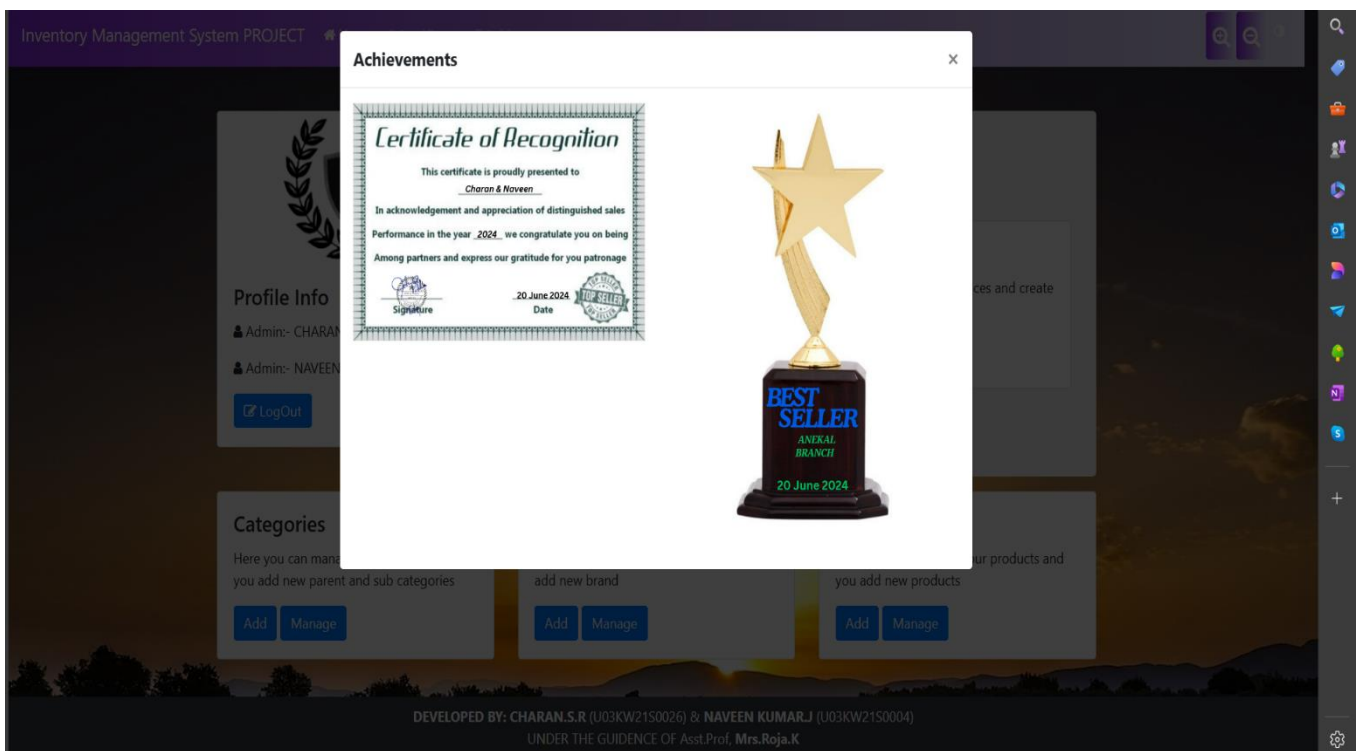 Inventory Management System PROJECT
Achievements
×
Certificate of Recognition
This certificate is proudly presented to
Charan & Naveen
In acknowledgement and appreciation of distinguished sales
Performance in the year 2024 we congratulate you on being
Among partners and express our gratitude for you patronage
20 June 2024
Signature
Date
TOP SELLER
BEST
SELLER
ANEKAL
BRANCH
20 June 2024
Profile Info
Admin:- CHARAN
Admin:- NAVEEN
LogOut
ces and create
Categories
Here you can mana
you add new parent and sub categories
Add Manage
add new brand
Add Manage
ur products and
you add new products
Add Manage
DEVELOPED BY: CHARAN.S.R (U03KW21S0026) & NAVEEN KUMAR.J (U03KW21S0004)
UNDER THE GUIDENCE OF Asst.Prof, Mrs.Roja.K